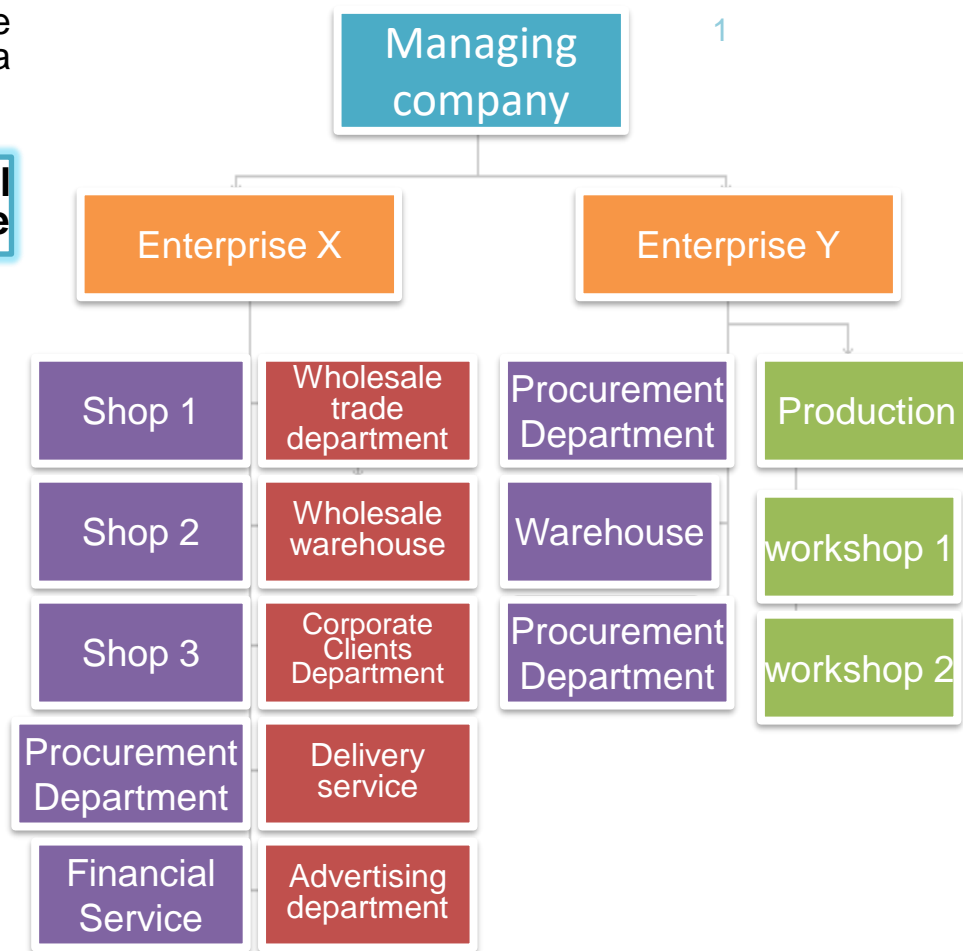 e
a
1
Managing
company
l
e
Enterprise X
Enterprise Y
Shop 1
Wholesale
trade
department
Procurement
Department
Production
Shop 2
Wholesale
warehouse
Warehouse
workshop 1
Shop 3
Corporate
Clients
Department
Procurement
Department
workshop 2
Procurement
Department
Delivery
service
Financial
Service
Advertising
department